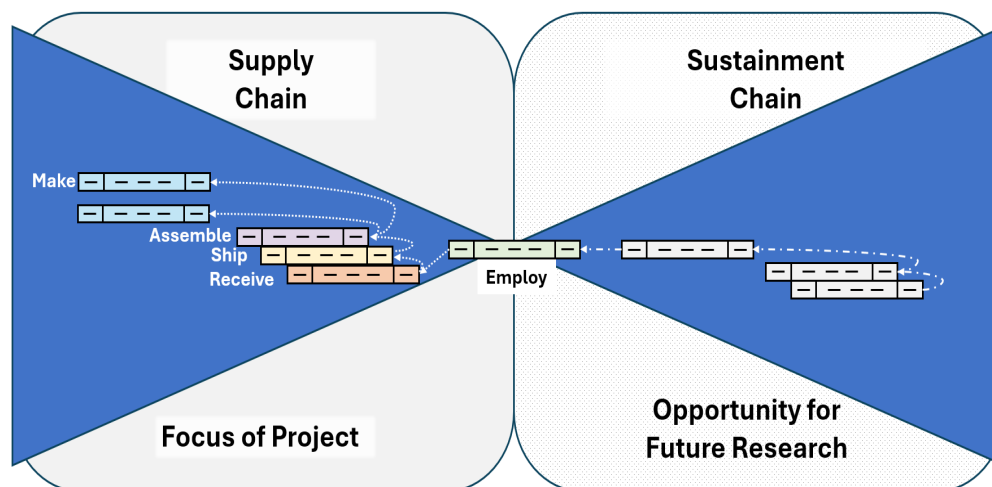 Supply
Chain
Sustainment
Chain
Make
Assemble
Ship
Receive
Employ
Focus of Project
Opportunity for
Future Research